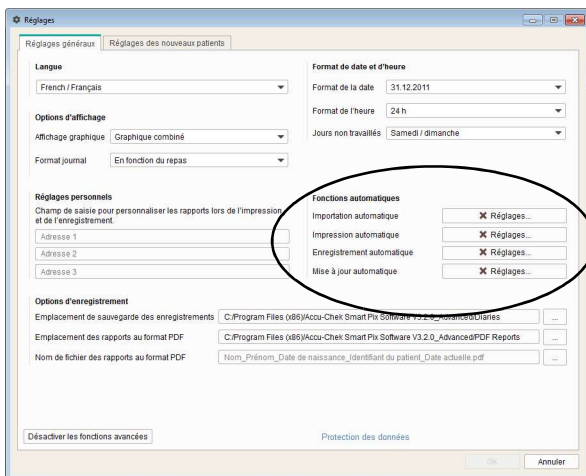 Réglages
Réglages généraux
Réglages des nouveaux patients
Langue
French / Français
Options d'affichage
Affichage graphique Graphique combiné
Format journal En fonction du repas
Format de date et d'heure
Format de la date 31.12.2011
Format de l'heure 24 h
Jours non travaillés Samedi / dimanche
Réglages personnels
Champ de saisie pour personnaliser les rapports lors de l'impression
et de l'enregistrement.
Adresse 1
Adresse 2
Adresse 3
Fonctions automatiques
Importation automatique Réglages...
Impression automatique Réglages...
Enregistrement automatique Réglages...
Mise à jour automatique Réglages...
Options d'enregistrement
Emplacement de sauvegarde des enregistrements C:/Program Files (x86)/Accu-Chek Smart Pix Software V3.2.0_Advanced/Diaries ...
Emplacement des rapports au format PDF C:/Program Files (x86)/Accu-Chek Smart Pix Software V3.2.0_Advanced/PDF Reports ...
Nom de fichier des rapports au format PDF Nom_Prénom_Date de naissance_Identifiant du patient_Date actuelle.pdf ...
Désactiver les fonctions avancées
Protection des données
OK
Annuler